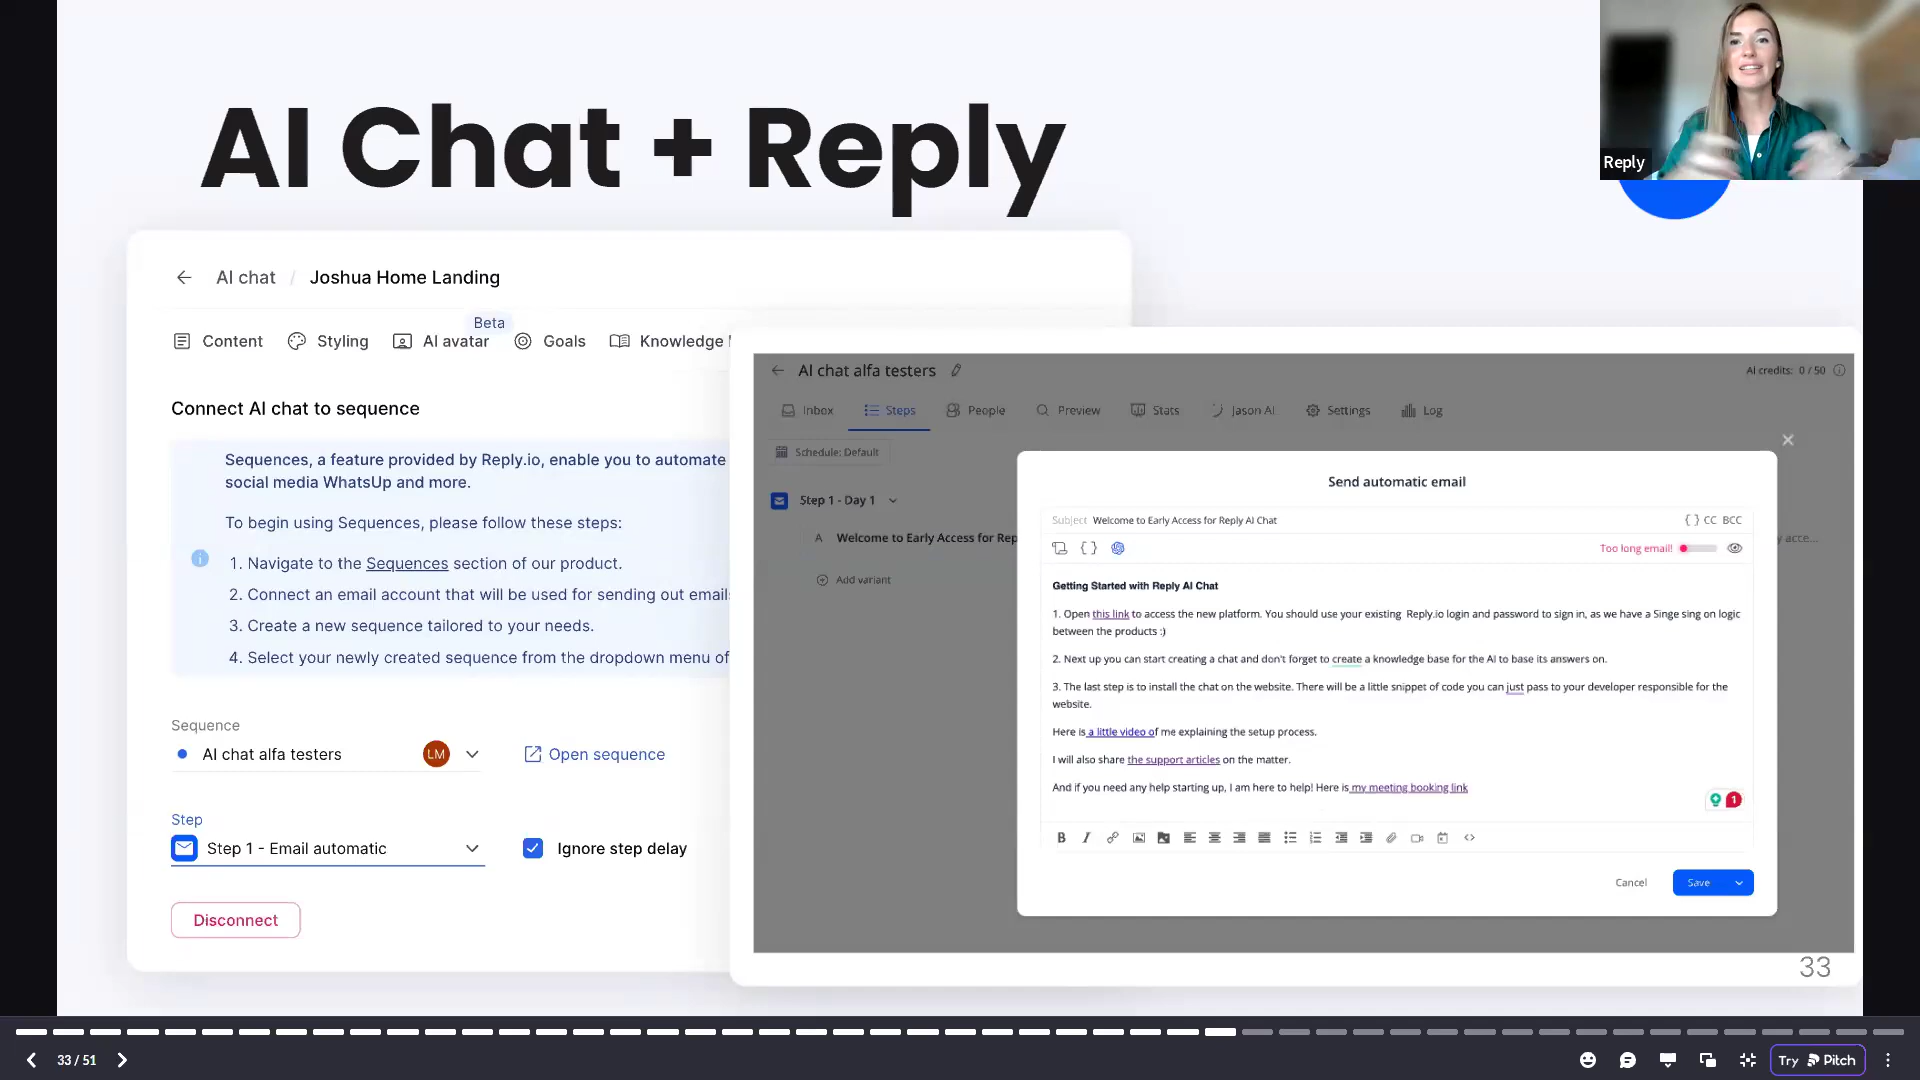 AI Chat + Reply
Reply
AI chat / Joshua Home Landing
Beta
Content Styling AI avatar Goals Knowledge
Connect AI chat to sequence
Sequences, a feature provided by Reply.io, enable you to automate
social media WhatsUp and more.
To begin using Sequences, please follow these steps:
1. Navigate to the Sequences section of our product.
2. Connect an email account that will be used for sending out emails
3. Create a new sequence tailored to your needs.
4. Select your newly created sequence from the dropdown menu of
Sequence
AI chat alfa testers LM Open sequence
Step
Step 1 - Email automatic Ignore step delay
Disconnect
AI chat alfa testers AI credits: 0 / 50
Inbox Steps People Preview Stats Jason AI Settings Log
Schedule: Default
Step 1 - Day 1
A Welcome to Early Access for Rep
y acce...
Add variant
Send automatic email
Subject Welcome to Early Access for Reply AI Chat { } CC BCC
{ } Too long email!
Getting Started with Reply AI Chat
1. Open this link to access the new platform. You should use your existing Reply.io login and password to sign in, as we have a Singe sing on logic
between the products :)
2. Next up you can start creating a chat and don't forget to create a knowledge base for the AI to base its answers on.
3. The last step is to install the chat on the website. There will be a little snippet of code you can just pass to your developer responsible for the
website.
Here is a little video of me explaining the setup process.
I will also share the support articles on the matter.
And if you need any help starting up, I am here to help! Here is my meeting booking link
1
B I
Cancel Save
33
33 / 51
Try Pitch